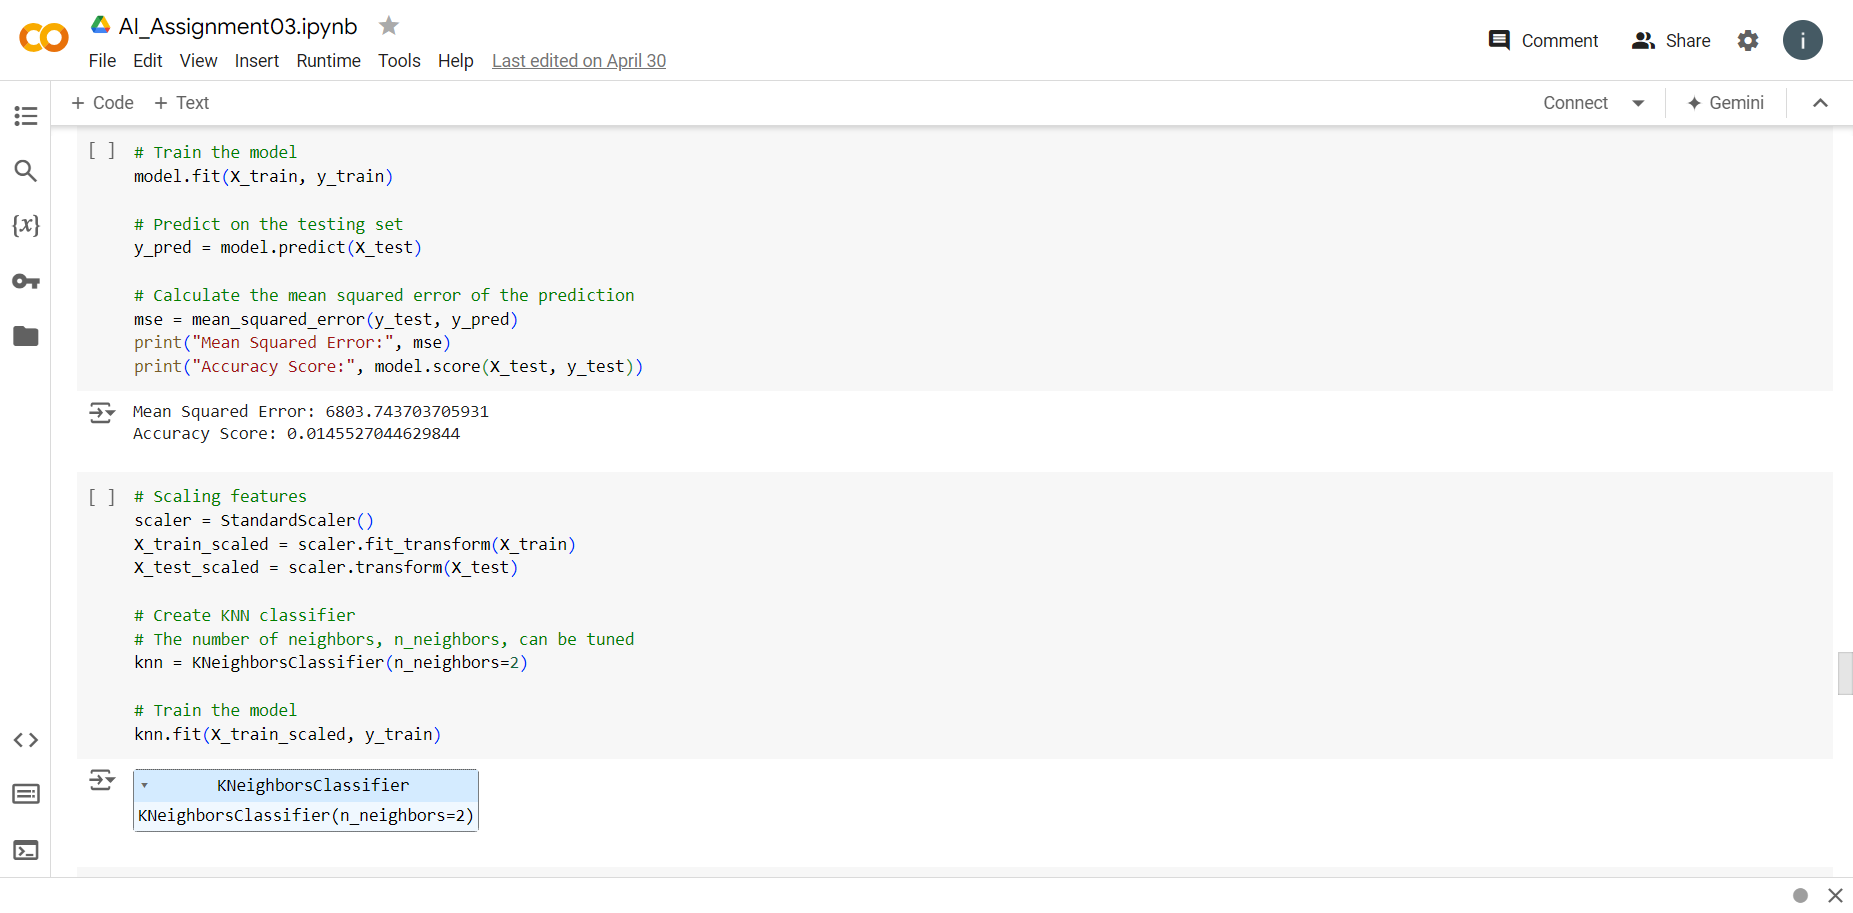 AI_Assignment03.ipynb
File Edit View Insert Runtime Tools Help Last edited on April 30
Comment Share i
+ Code + Text
Connect Gemini
{x}
[ ] # Train the model
model.fit(X_train, y_train)
# Predict on the testing set
y_pred = model.predict(X_test)
# Calculate the mean squared error of the prediction
mse = mean_squared_error(y_test, y_pred)
print("Mean Squared Error:", mse)
print("Accuracy Score:", model.score(X_test, y_test))
Mean Squared Error: 6803.743703705931
Accuracy Score: 0.0145527044629844
[ ] # Scaling features
scaler = StandardScaler()
X_train_scaled = scaler.fit_transform(X_train)
X_test_scaled = scaler.transform(X_test)
# Create KNN classifier
# The number of neighbors, n_neighbors, can be tuned
knn = KNeighborsClassifier(n_neighbors=2)
# Train the model
knn.fit(X_train_scaled, y_train)
KNeighborsClassifier
KNeighborsClassifier(n_neighbors=2)